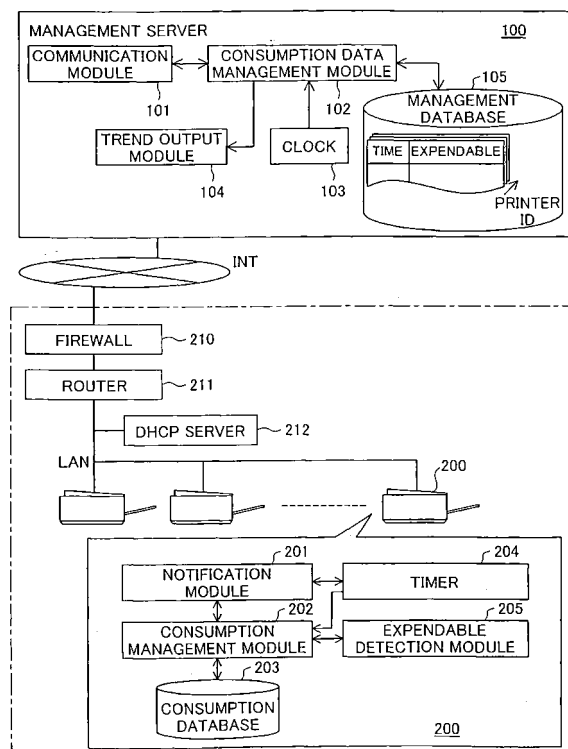 MANAGEMENT SERVER
100
COMMUNICATION
MODULE
101
CONSUMPTION DATA
MANAGEMENT MODULE
102
105
MANAGEMENT
DATABASE
TREND OUTPUT
MODULE
104
CLOCK
103
TIME EXPENDABLE
PRINTER
ID
INT
FIREWALL
210
ROUTER
211
DHCP SERVER
212
LAN
200
201
NOTIFICATION
MODULE
204
TIMER
202
CONSUMPTION
MANAGEMENT MODULE
205
EXPENDABLE
DETECTION MODULE
203
CONSUMPTION
DATABASE
200